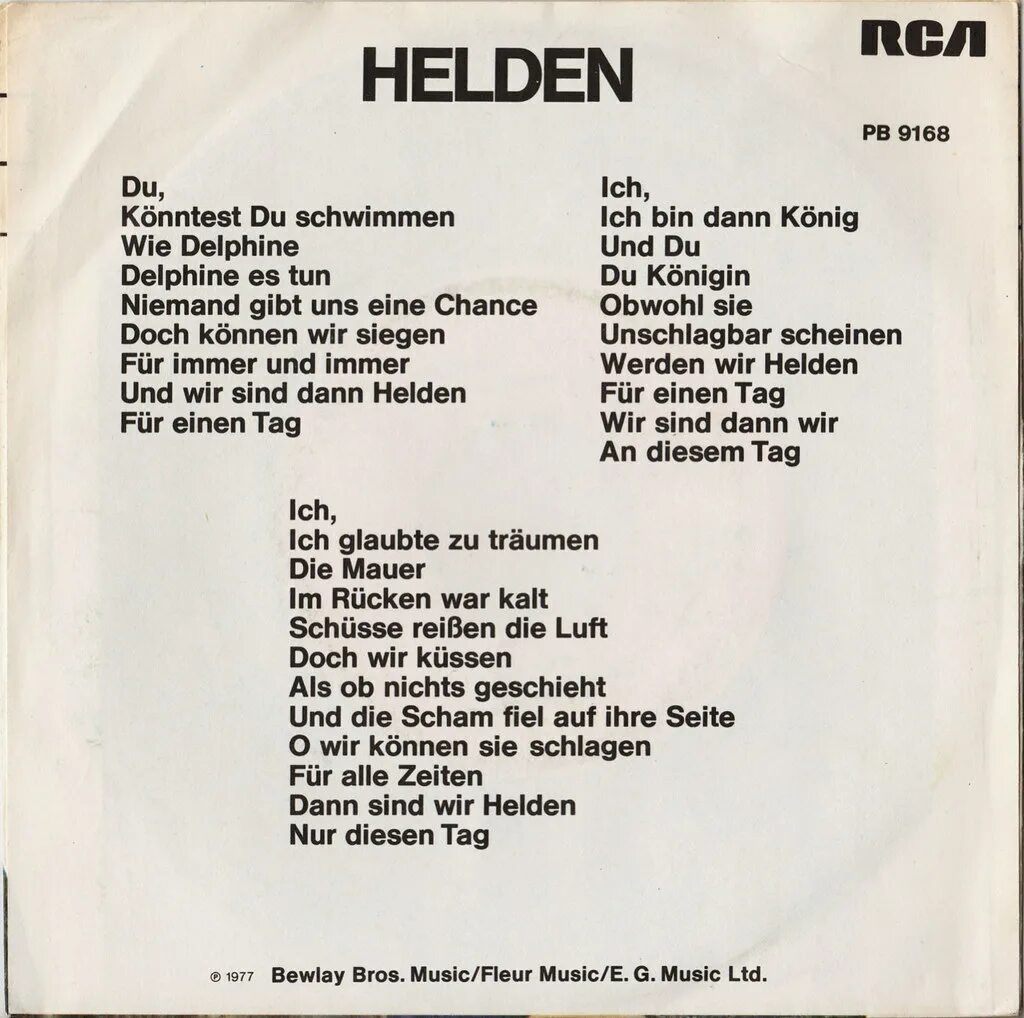 RCA
HELDEN
PB 9168
Du,
Könntest Du schwimmen
Wie Delphine
Delphine es tun
Niemand gibt uns eine Chance
Doch können wir siegen
Für immer und immer
Und wir sind dann Helden
Für einen Tag
Ich,
Ich bin dann König
Und Du
Du Königin
Obwohl sie
Unschlagbar scheinen
Werden wir Helden
Für einen Tag
Wir sind dann wir
An diesem Tag
Ich,
Ich glaubte zu träumen
Die Mauer
Im Rücken war kalt
Schüsse reißen die Luft
Doch wir küssen
Als ob nichts geschieht
Und die Scham fiel auf ihre Seite
O wir können sie schlagen
Für alle Zeiten
Dann sind wir Helden
Nur diesen Tag
℗ 1977 Bewlay Bros. Music/Fleur Music/E. G. Music Ltd.